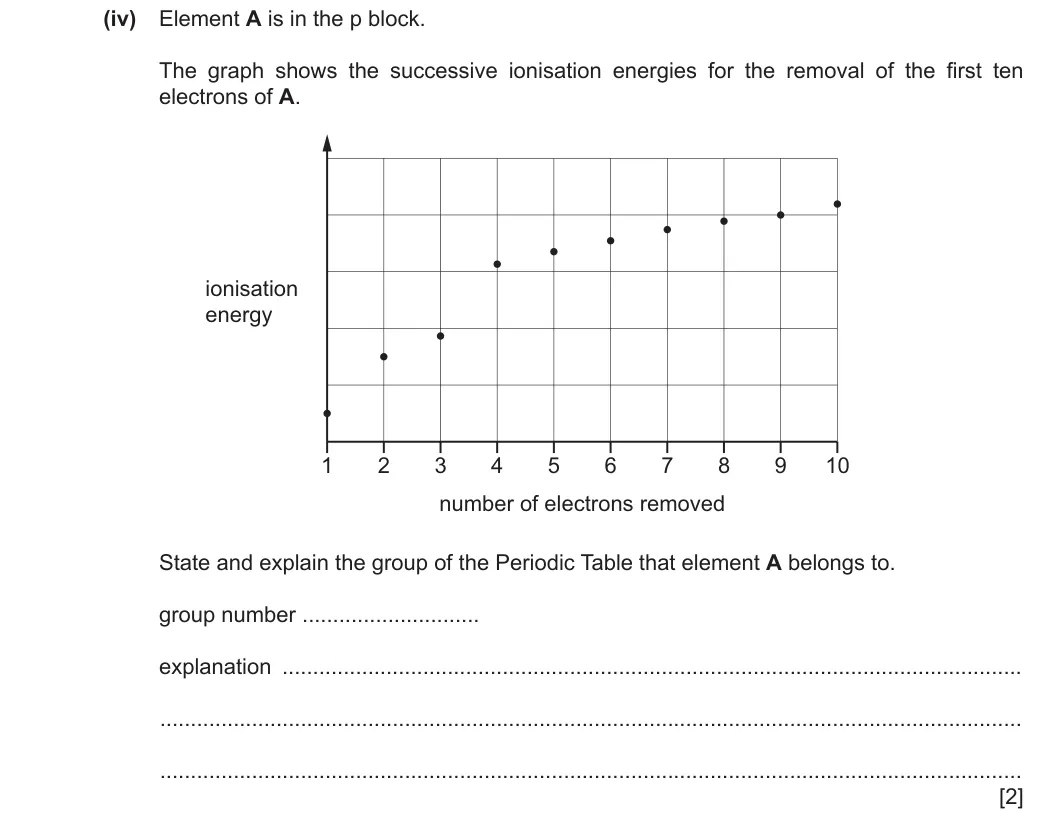 (iv) Element A is in the p block.
The graph shows the successive ionisation energies for the removal of the first ten
electrons of A.
ionisation
energy
1 2 3 4 5 6 7 8 9 10
number of electrons removed
State and explain the group of the Periodic Table that element A belongs to.
group number .............................
explanation ..........................................................................................................................
...............................................................................................................................................
...............................................................................................................................................
[2]